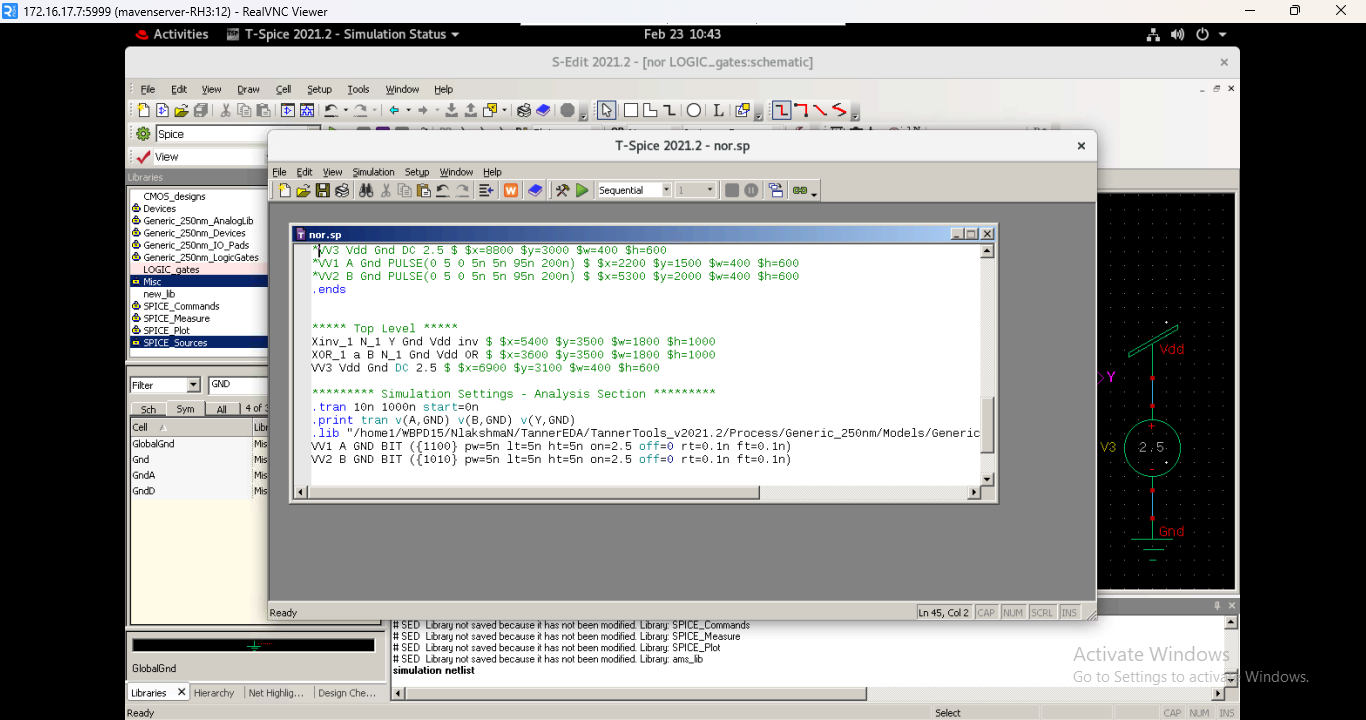 172.16.17.7:5999 (mavenserver-RH3:12) - RealVNC Viewer
Activities T-Spice 2021.2 - Simulation Status Feb 23 10:43
S-Edit 2021.2 - [nor LOGIC_gates:schematic]
File Edit View Draw Cell Setup Tools Window Help
Spice
View
Libraries
CMOS_designs
Devices
Generic_250nm_AnalogLib
Generic_250nm_Devices
Generic_250nm_IO_Pads
Generic_250nm_LogicGates
LOGIC_gates
Misc
new_lib
SPICE_Commands
SPICE_Measure
SPICE_Plot
SPICE_Sources
Filter GND
Sch Sym All 4 of
Cell
GlobalGnd Mis
Gnd Mis
GndA Mis
GndD Mis
GlobalGnd
Libraries Hierarchy Net Highlig... Design Che...
Ready
T-Spice 2021.2 - nor.sp
File Edit View Simulation Setup Window Help
Sequential 1
nor.sp
*VV3 Vdd Gnd DC 2.5 $ $x=8800 $y=3000 $w=400 $h=600
*VV1 A Gnd PULSE(0 5 0 5n 5n 95n 200n) $ $x=2200 $y=1500 $w=400 $h=600
*VV2 B Gnd PULSE(0 5 0 5n 5n 95n 200n) $ $x=5300 $y=2000 $w=400 $h=600
.ends
***** Top Level *****
Xinv_1 N_1 Y Gnd Vdd inv $ $x=5400 $y=3500 $w=1800 $h=1000
XOR_1 a B N_1 Gnd Vdd OR $ $x=3600 $y=3500 $w=1800 $h=1000
VV3 Vdd Gnd DC 2.5 $ $x=6900 $y=3100 $w=400 $h=600
********* Simulation Settings - Analysis Section *********
.tran 10n 1000n start=0n
.print tran v(A,GND) v(B,GND) v(Y,GND)
.lib "/home1/WBPD15/NlakshmaN/TannerEDA/TannerTools_v2021.2/Process/Generic_250nm/Models/Generic
VV1 A GND BIT ({1100} pw=5n lt=5n ht=5n on=2.5 off=0 rt=0.1n ft=0.1n)
VV2 B GND BIT ({1010} pw=5n lt=5n ht=5n on=2.5 off=0 rt=0.1n ft=0.1n)
Ready Ln 45, Col 2 CAP NUM SCRL INS
Vdd
Y
V3 2.5
Gnd
# SED Library not saved because it has not been modified. Library: SPICE_Commands
# SED Library not saved because it has not been modified. Library: SPICE_Measure
# SED Library not saved because it has not been modified. Library: SPICE_Plot
# SED Library not saved because it has not been modified. Library: ams_lib
simulation netlist
Select CAP NUM INS
Activate Windows
Go to Settings to activate Windows.